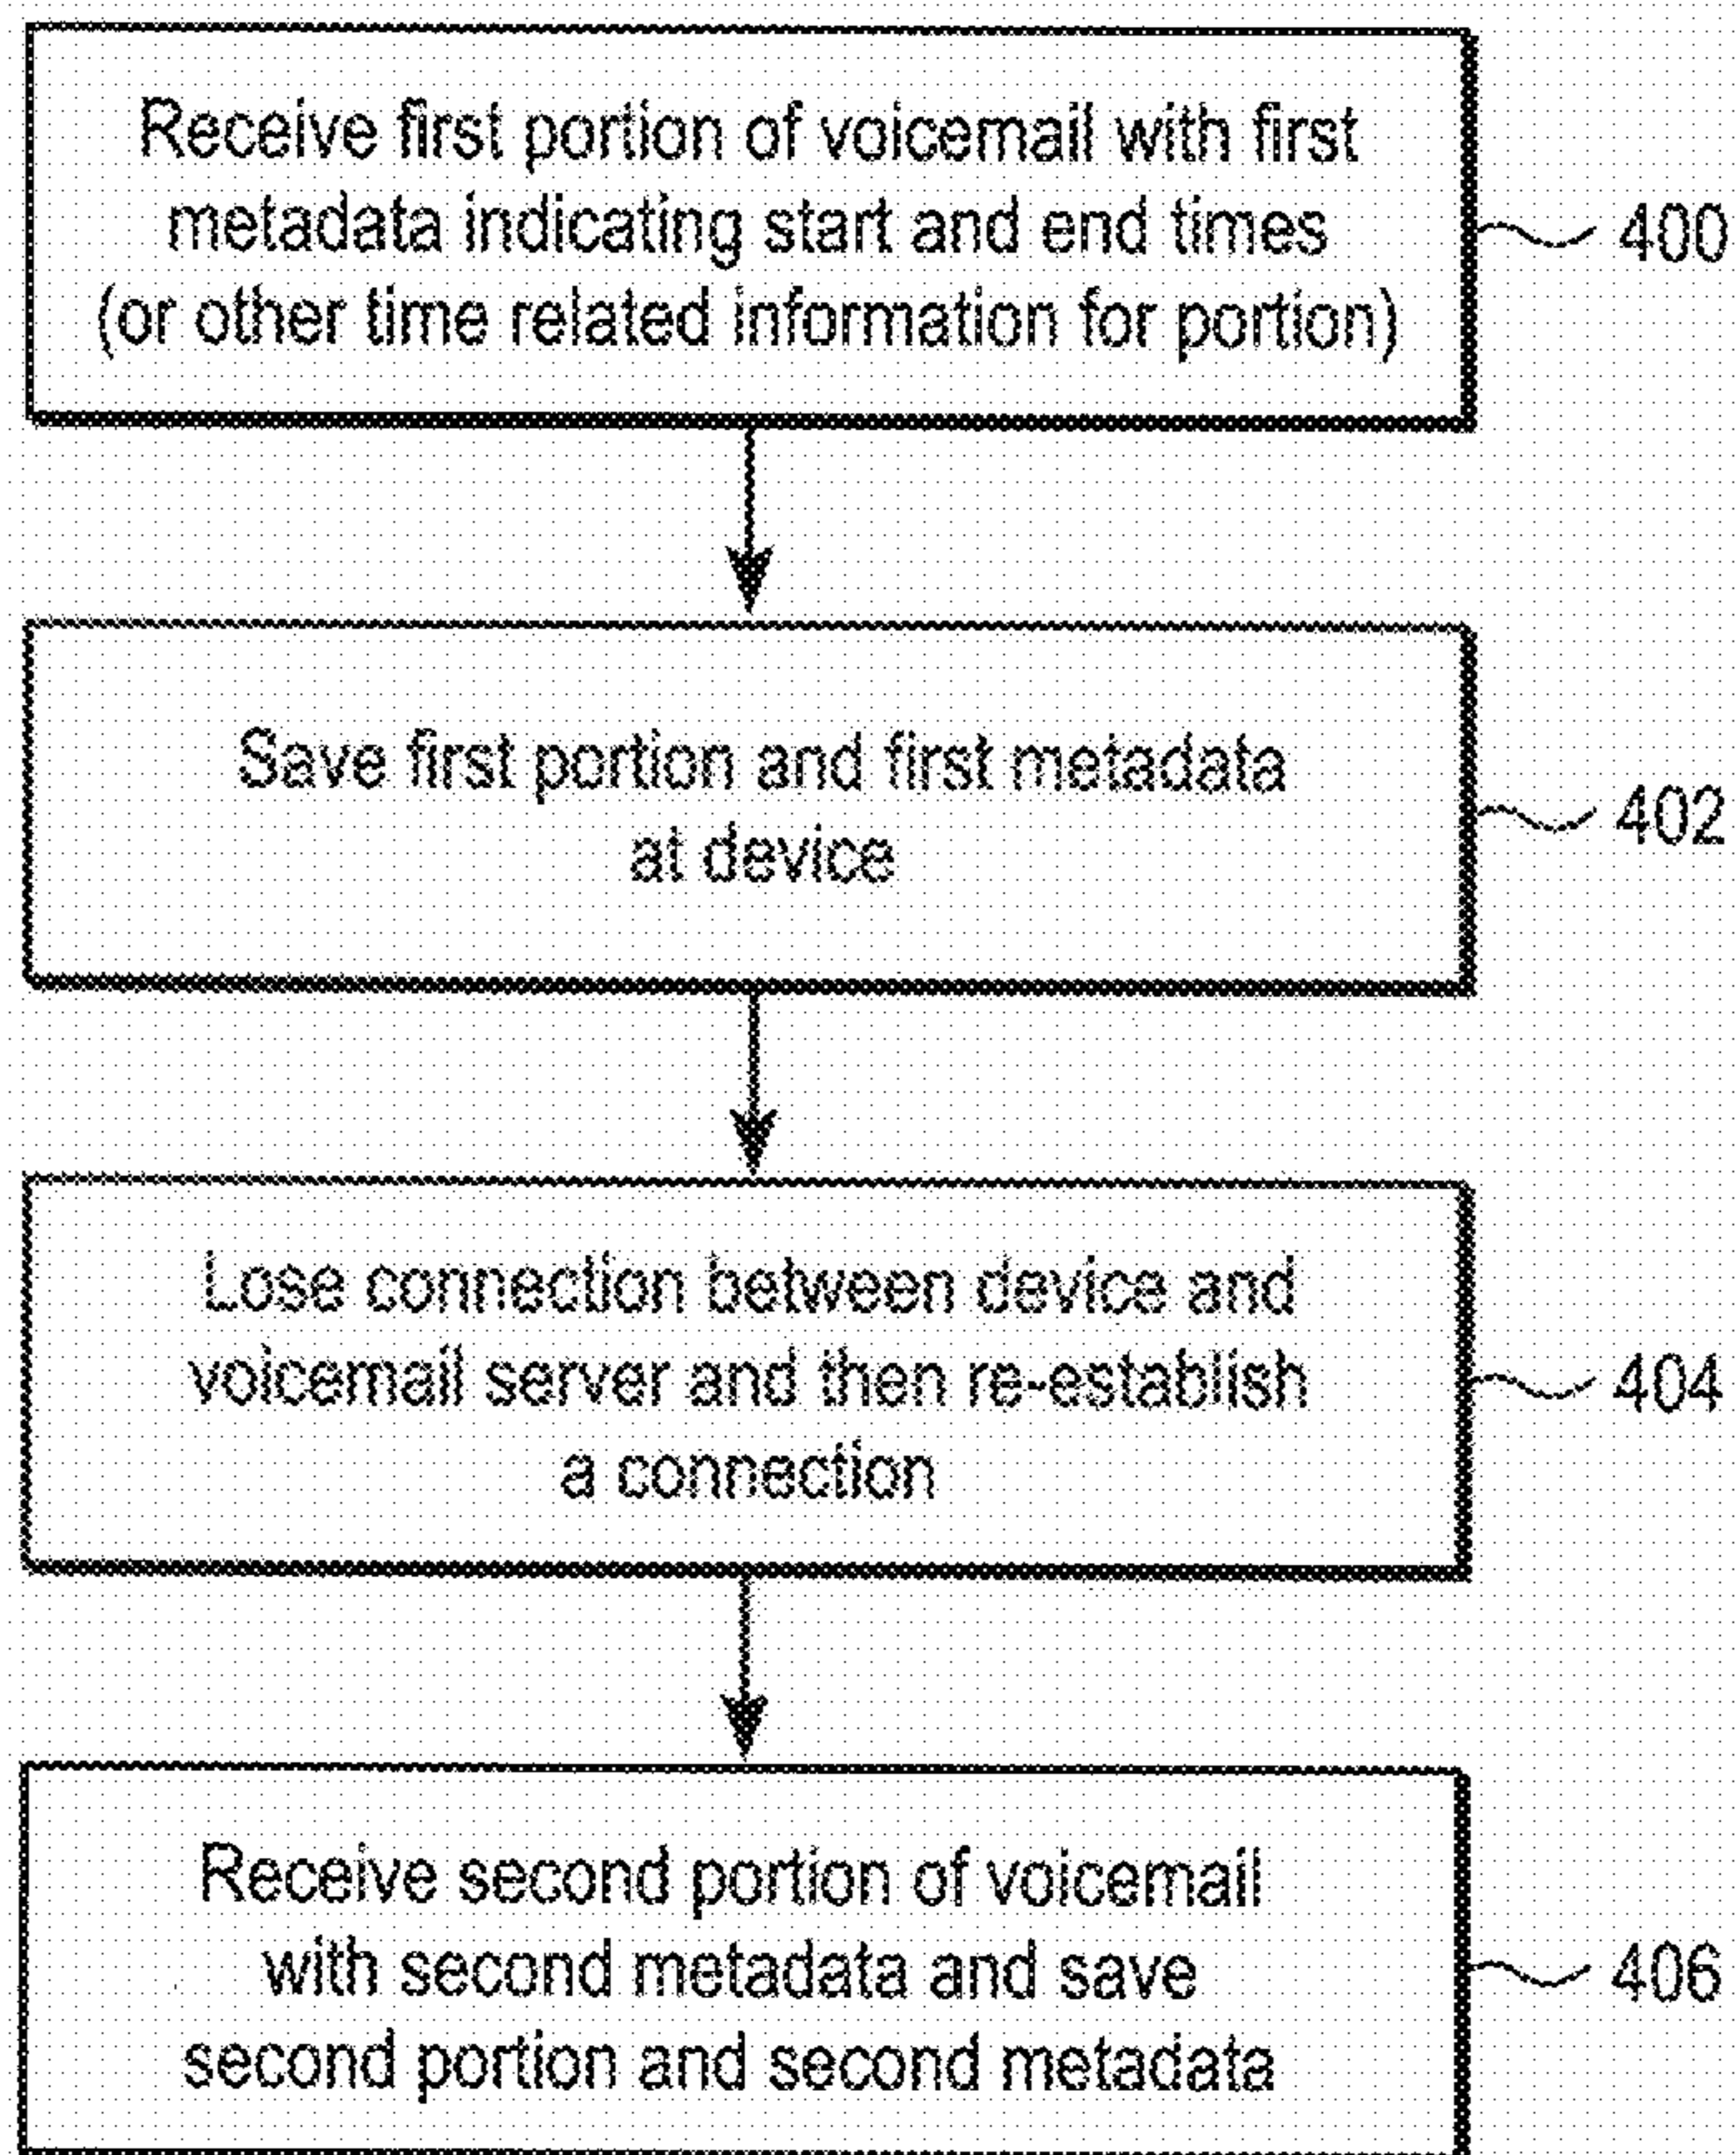 Receive first portion of voicemail with first
metadata indicating start and end times
(or other time related information for portion)
400
Save first portion and first metadata
at device
402
Lose connection between device and
voicemail server and then re-establish
a connection
404
Receive second portion of voicemail
with second metadata and save
second portion and second metadata
406